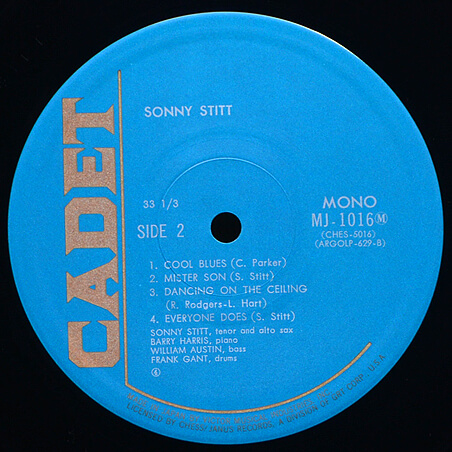 CADET
SONNY STITT
33 1/3
SIDE 2
MONO
MJ-1016 Ⓜ
(CHES-5016)
(ARGOLP-629-B)
1. COOL BLUES (C. Parker)
2. MISTER SON (S. Stitt)
3. DANCING ON THE CEILING
(R. Rodgers-L. Hart)
4. EVERYONE DOES (S. Stitt)
SONNY STITT, tenor and alto sax
BARRY HARRIS, piano
WILLIAM AUSTIN, bass
FRANK GANT, drums
LICENSED BY CHESS/JANUS RECORDS, A DIVISION OF GRT CORP. U.S.A.